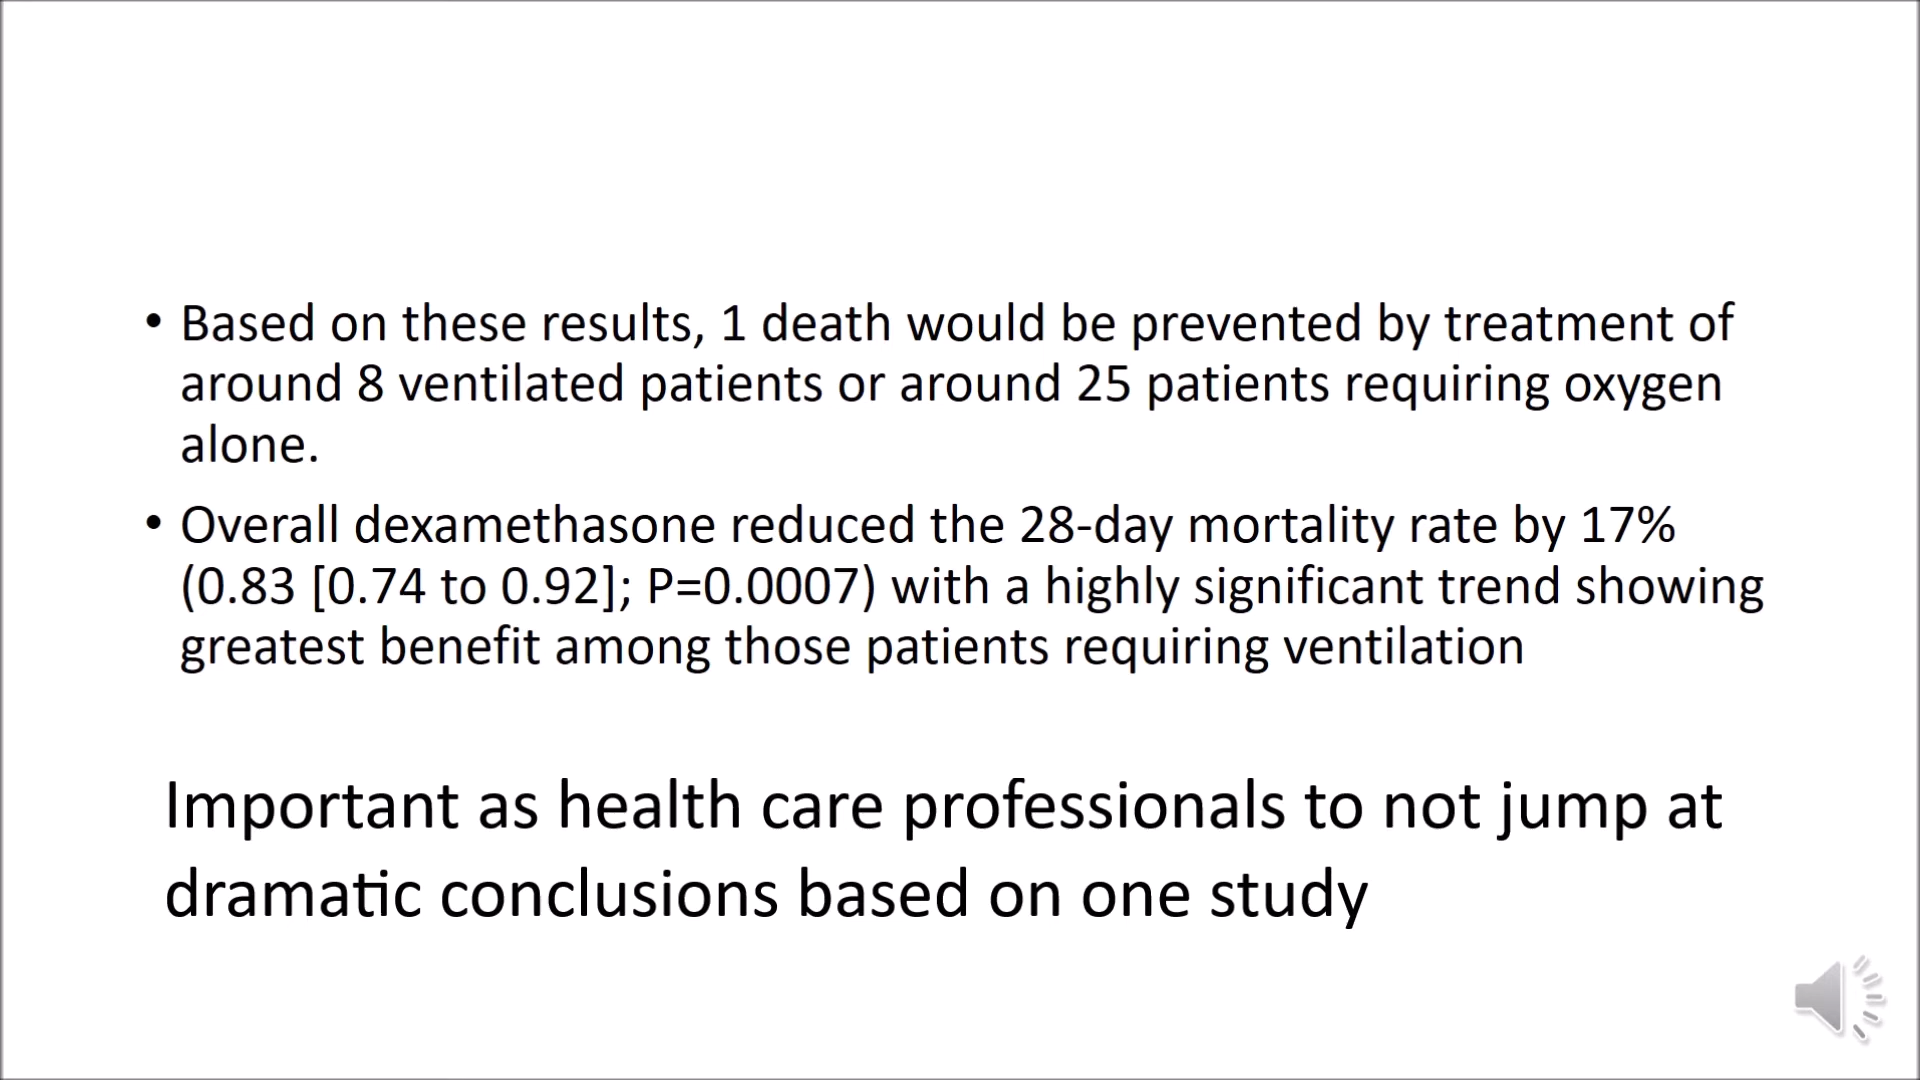 • Based on these results, 1 death would be prevented by treatment of
around 8 ventilated patients or around 25 patients requiring oxygen
alone.
• Overall dexamethasone reduced the 28-day mortality rate by 17%
(0.83 [0.74 to 0.92]; P=0.0007) with a highly significant trend showing
greatest benefit among those patients requiring ventilation
Important as health care professionals to not jump at
dramatic conclusions based on one study